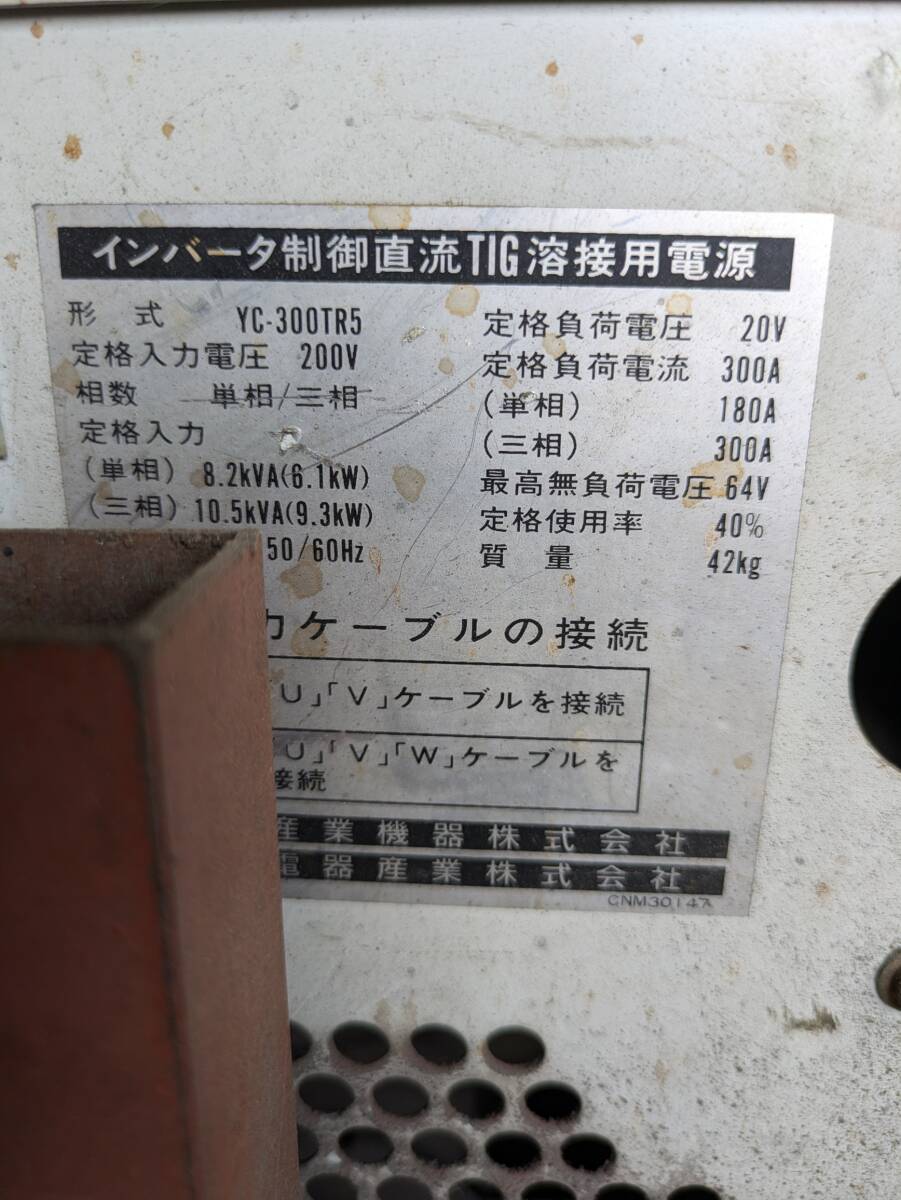 インバータ制御直流TIG溶接用電源
形式 YC-300TR5
定格入力電圧 200V
相数 単相/三相
定格入力
(単相) 8.2kVA(6.1kW)
(三相) 10.5kVA(9.3kW)
50/60Hz
定格負荷電圧 20V
定格負荷電流 300A
(単相) 180A
(三相) 300A
最高無負荷電圧 64V
定格使用率 40%
質量 42kg
力ケーブルの接続
U」「V」ケーブルを接続
「U」「V」「W」ケーブルを
接続
産業機器株式会社
電器産業株式会社
CNM30147